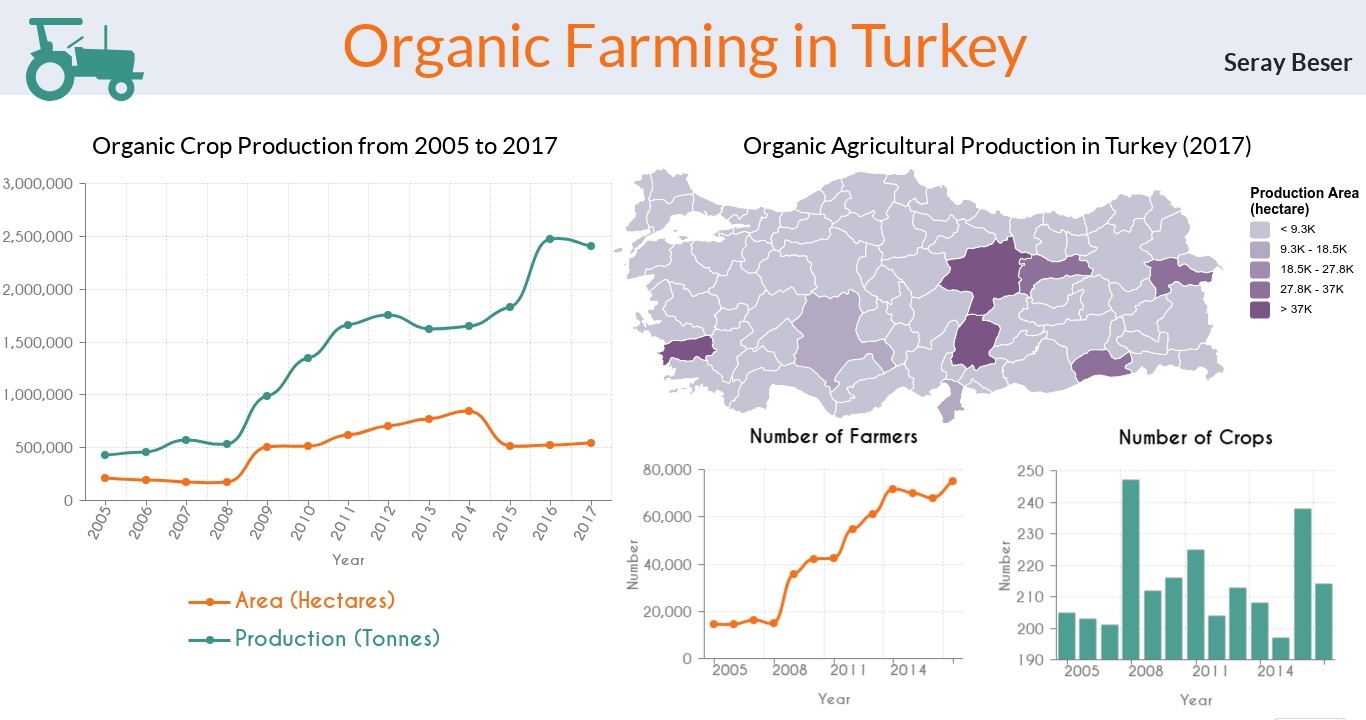 Organic Farming in Turkey
Seray Beser
Organic Crop Production from 2005 to 2017
3,000,000
2,500,000
2,000,000
1,500,000
1,000,000
500,000
0
2005
2006
2007
2008
2009
2010
2011
2012
2013
2014
2015
2016
2017
Year
Area (Hectares)
Production (Tonnes)
Organic Agricultural Production in Turkey (2017)
Production Area
(hectare)
< 9.3K
9.3K - 18.5K
18.5K - 27.8K
27.8K - 37K
> 37K
Number of Farmers
80,000
60,000
40,000
20,000
0
Number
2005
2008
2011
2014
Year
Number of Crops
250
240
230
220
210
200
190
Number
2005
2008
2011
2014
Year